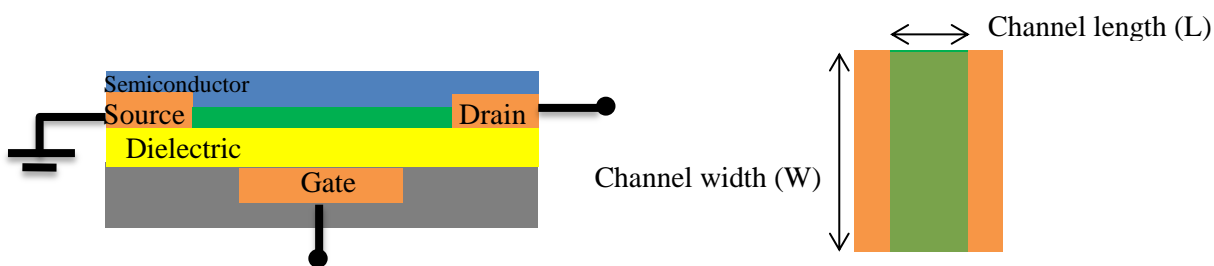 Channel length (L)
Semiconductor
Source
Drain
Dielectric
Channel width (W)
Gate